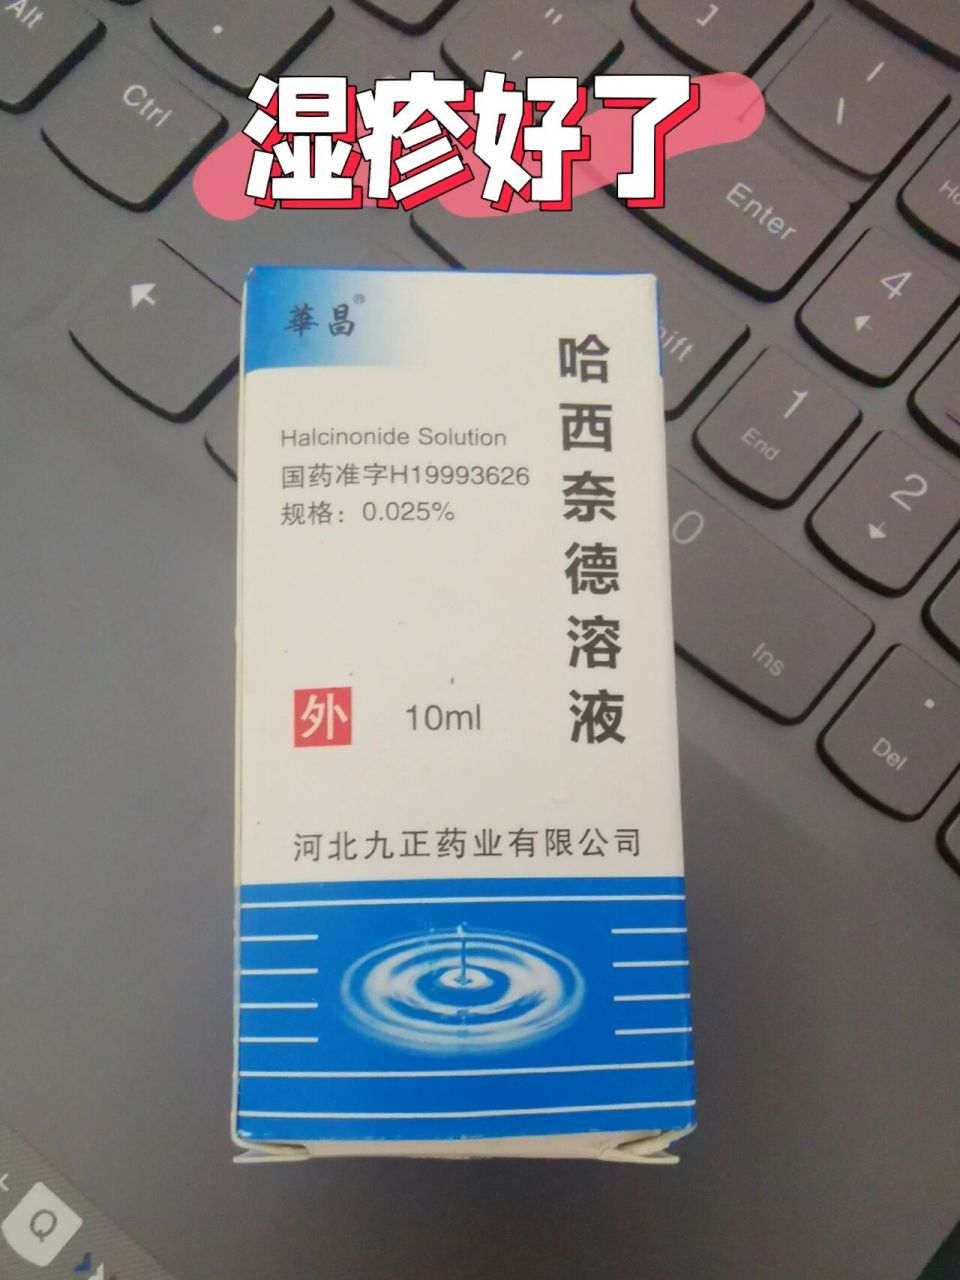 Alt
Ctrl
湿疹好了
Enter
4
Shift
1
End
2
0
Ins
Del
華昌®
哈西奈德溶液
Halcinonide Solution
国药准字H19993626
规格：0.025%
外
10ml
河北九正药业有限公司
Q